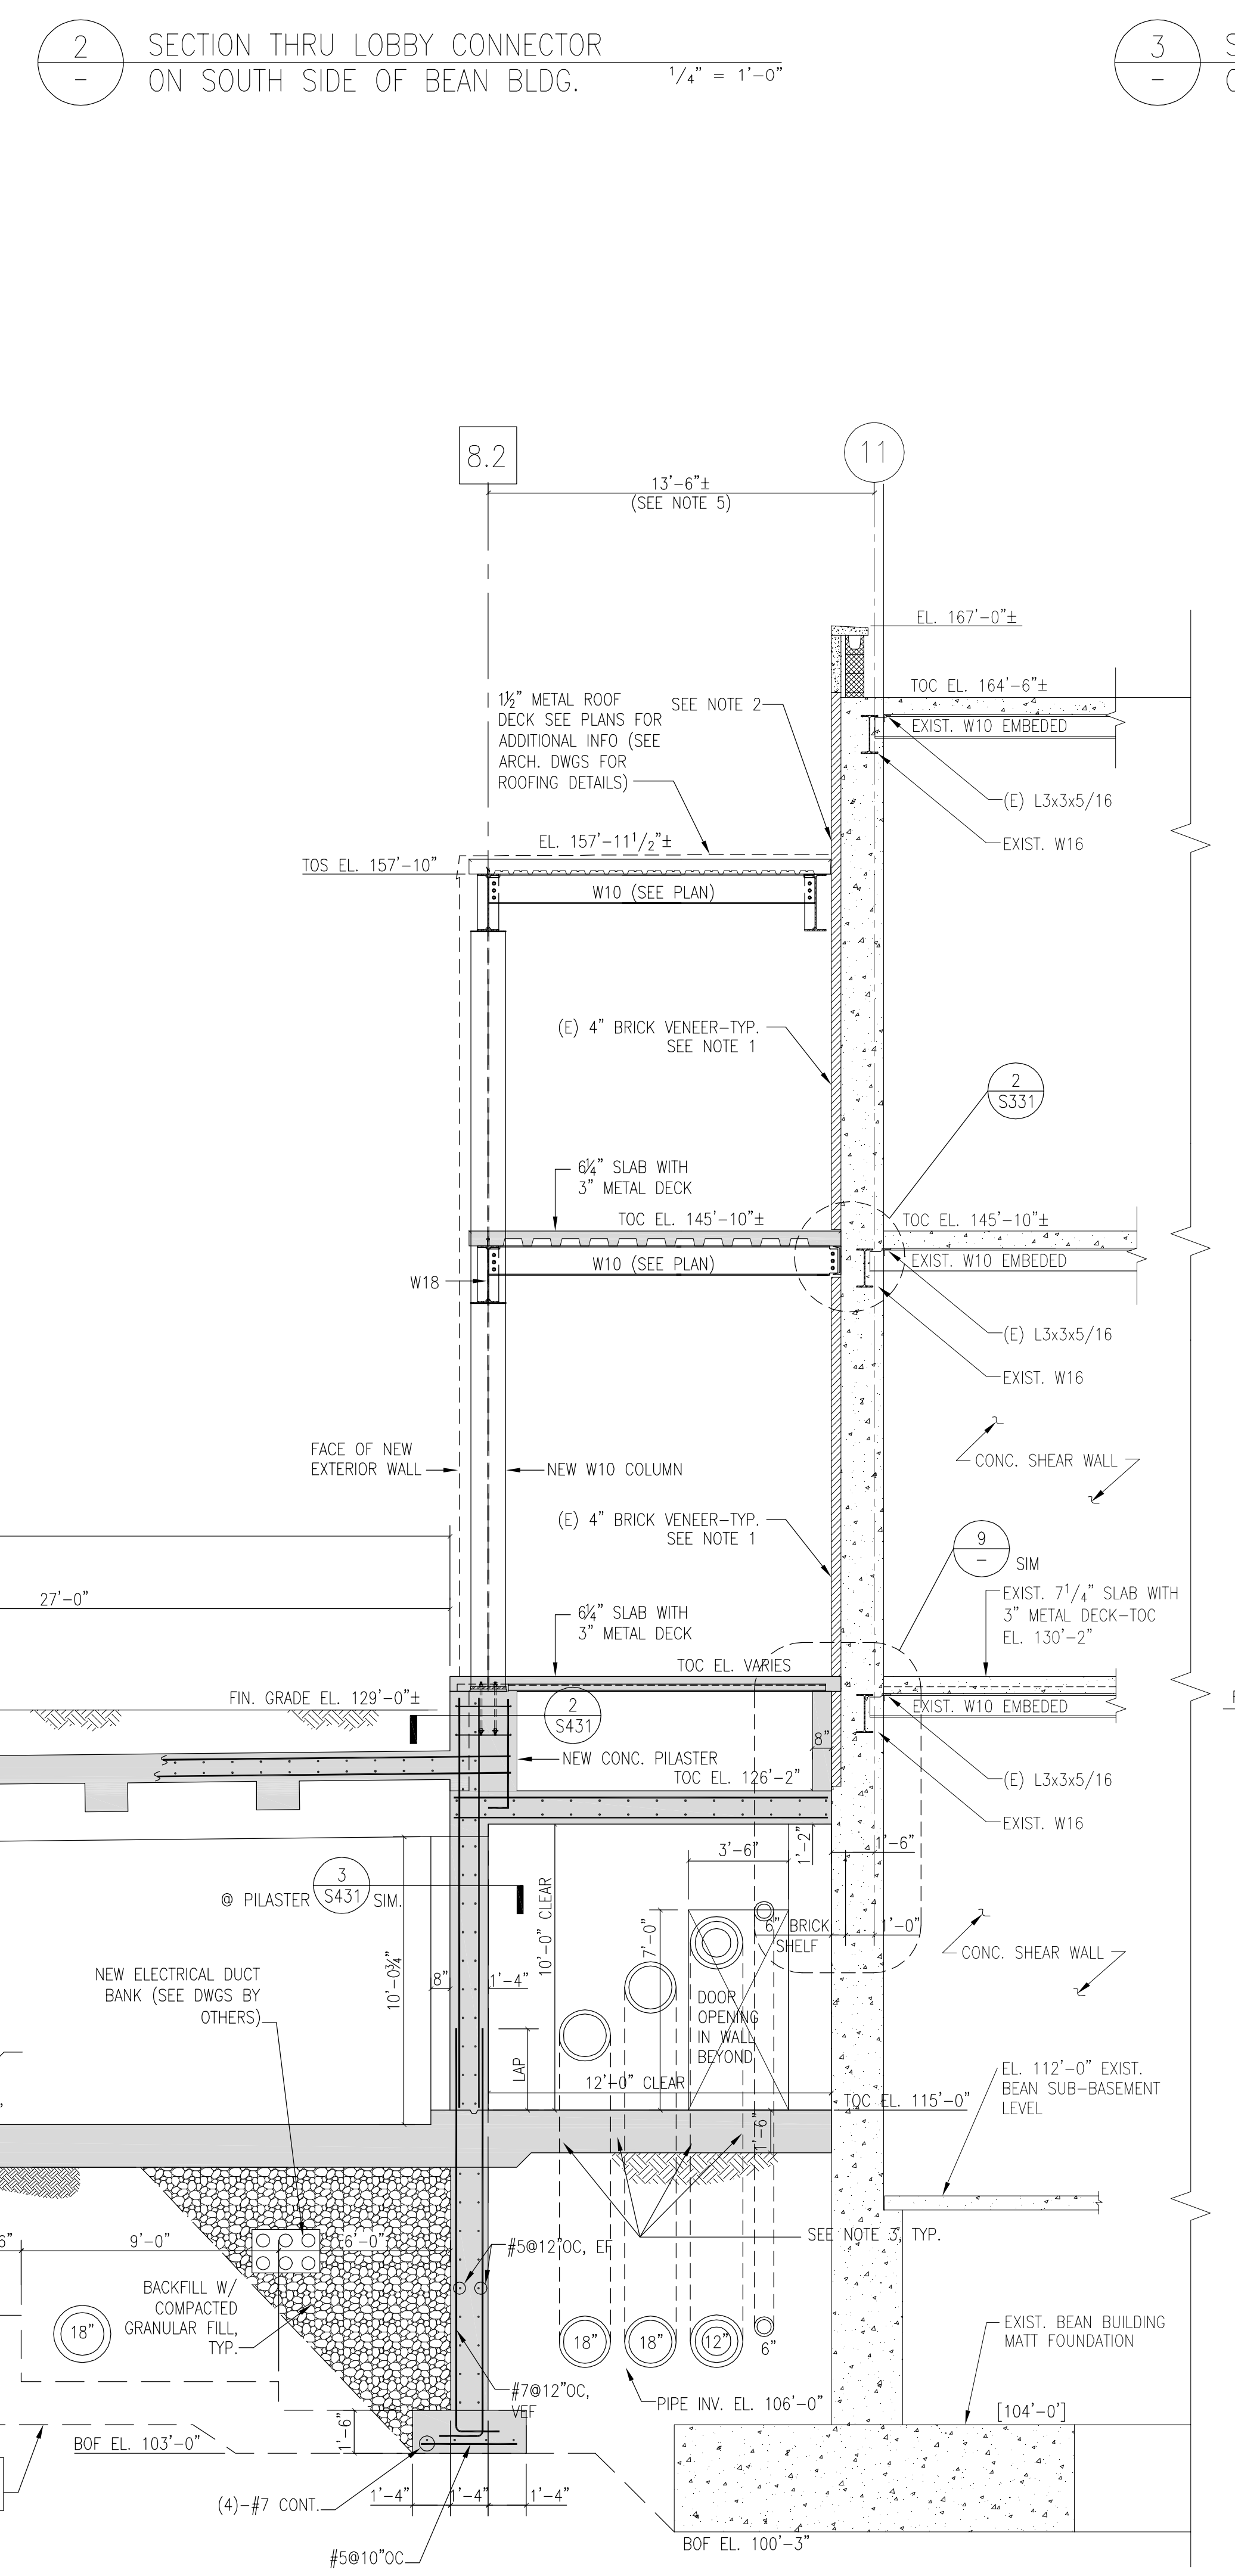 2
-
SECTION THRU LOBBY CONNECTOR
ON SOUTH SIDE OF BEAN BLDG.
1/4" = 1'-0"
3
-
8.2
11
13'-6"±
(SEE NOTE 5)
EL. 167'-0"±
TOC EL. 164'-6"±
EXIST. W10 EMBEDED
1½" METAL ROOF
DECK SEE PLANS FOR
ADDITIONAL INFO (SEE
ARCH. DWGS FOR
ROOFING DETAILS)
SEE NOTE 2
(E) L3x3x5/16
EXIST. W16
EL. 157'-11 1/2"±
TOS EL. 157'-10"
W10 (SEE PLAN)
(E) 4" BRICK VENEER-TYP.
SEE NOTE 1
2
S331
6¼" SLAB WITH
3" METAL DECK
TOC EL. 145'-10"±
TOC EL. 145'-10"±
W10 (SEE PLAN)
EXIST. W10 EMBEDED
W18
(E) L3x3x5/16
EXIST. W16
FACE OF NEW
EXTERIOR WALL
NEW W10 COLUMN
CONC. SHEAR WALL
(E) 4" BRICK VENEER-TYP.
SEE NOTE 1
9
-
SIM
27'-0"
EXIST. 7 1/4" SLAB WITH
3" METAL DECK-TOC
EL. 130'-2"
6¼" SLAB WITH
3" METAL DECK
TOC EL. VARIES
FIN. GRADE EL. 129'-0"±
2
S431
EXIST. W10 EMBEDED
8"
NEW CONC. PILASTER
TOC EL. 126'-2"
(E) L3x3x5/16
EXIST. W16
1'-2"
1'-6"
3'-6"
3
S431
@ PILASTER
SIM.
10'-0" CLEAR
7'-0"
6" BRICK
SHELF
1'-0"
CONC. SHEAR WALL
NEW ELECTRICAL DUCT
BANK (SEE DWGS BY
OTHERS)
10'-0¾"
8"
1'-4"
DOOR
OPENING
IN WALL
BEYOND
LAP
12'-0" CLEAR
TOC EL. 115'-0"
EL. 112'-0" EXIST.
BEAN SUB-BASEMENT
LEVEL
1'-6"
SEE NOTE 3, TYP.
9'-0"
6'-0"
#5@12"OC, EF
BACKFILL W/
COMPACTED
GRANULAR FILL,
TYP.
18"
18"
18"
12"
6"
EXIST. BEAN BUILDING
MATT FOUNDATION
#7@12"OC,
VEF
PIPE INV. EL. 106'-0"
[104'-0']
1'-6"
BOF EL. 103'-0"
(4)-#7 CONT.
1'-4"
1'-4"
1'-4"
#5@10"OC
BOF EL. 100'-3"